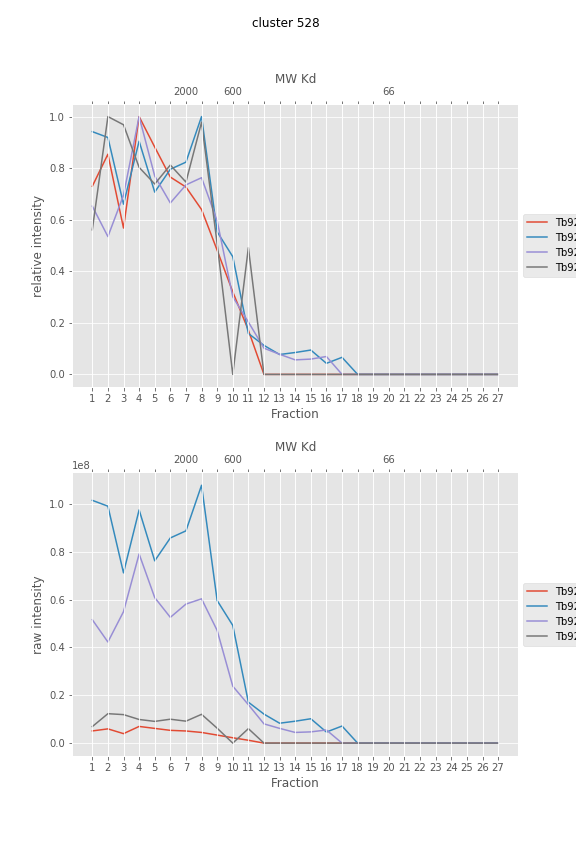 cluster 528
MW Kd
2000 600 66
1.0
0.8
0.6
0.4
0.2
0.0
relative intensity
1 2 3 4 5 6 7 8 9 10 11 12 13 14 15 16 17 18 19 20 21 22 23 24 25 26 27
Fraction
Tb92
Tb92
Tb92
Tb92
MW Kd
2000 600 66
1e8
1.0
0.8
0.6
0.4
0.2
0.0
raw intensity
1 2 3 4 5 6 7 8 9 10 11 12 13 14 15 16 17 18 19 20 21 22 23 24 25 26 27
Fraction
Tb92
Tb92
Tb92
Tb92